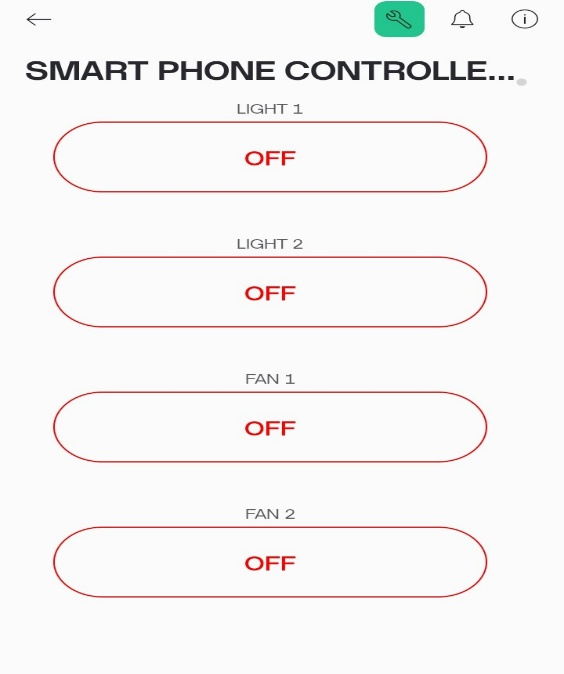 SMART PHONE CONTROLLE...
LIGHT 1
OFF
LIGHT 2
OFF
FAN 1
OFF
FAN 2
OFF